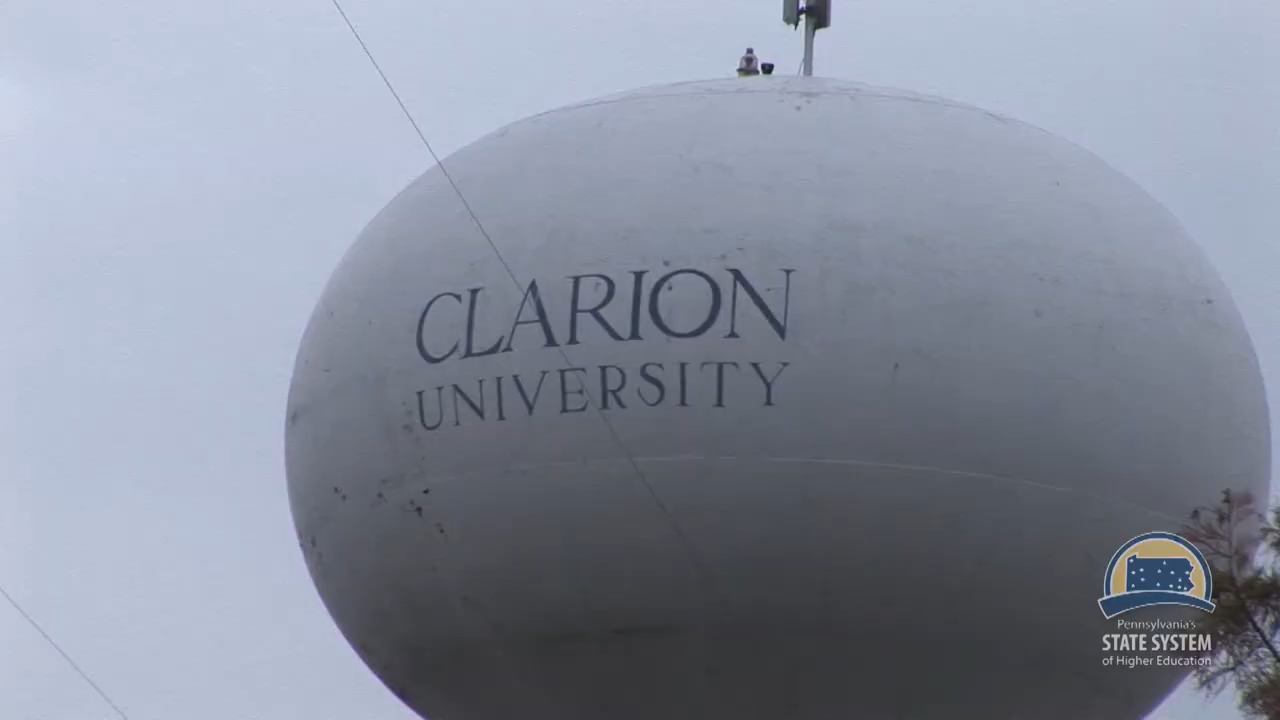 CLARION
UNIVERSITY
Pennsylvania's
STATE SYSTEM
of Higher Education